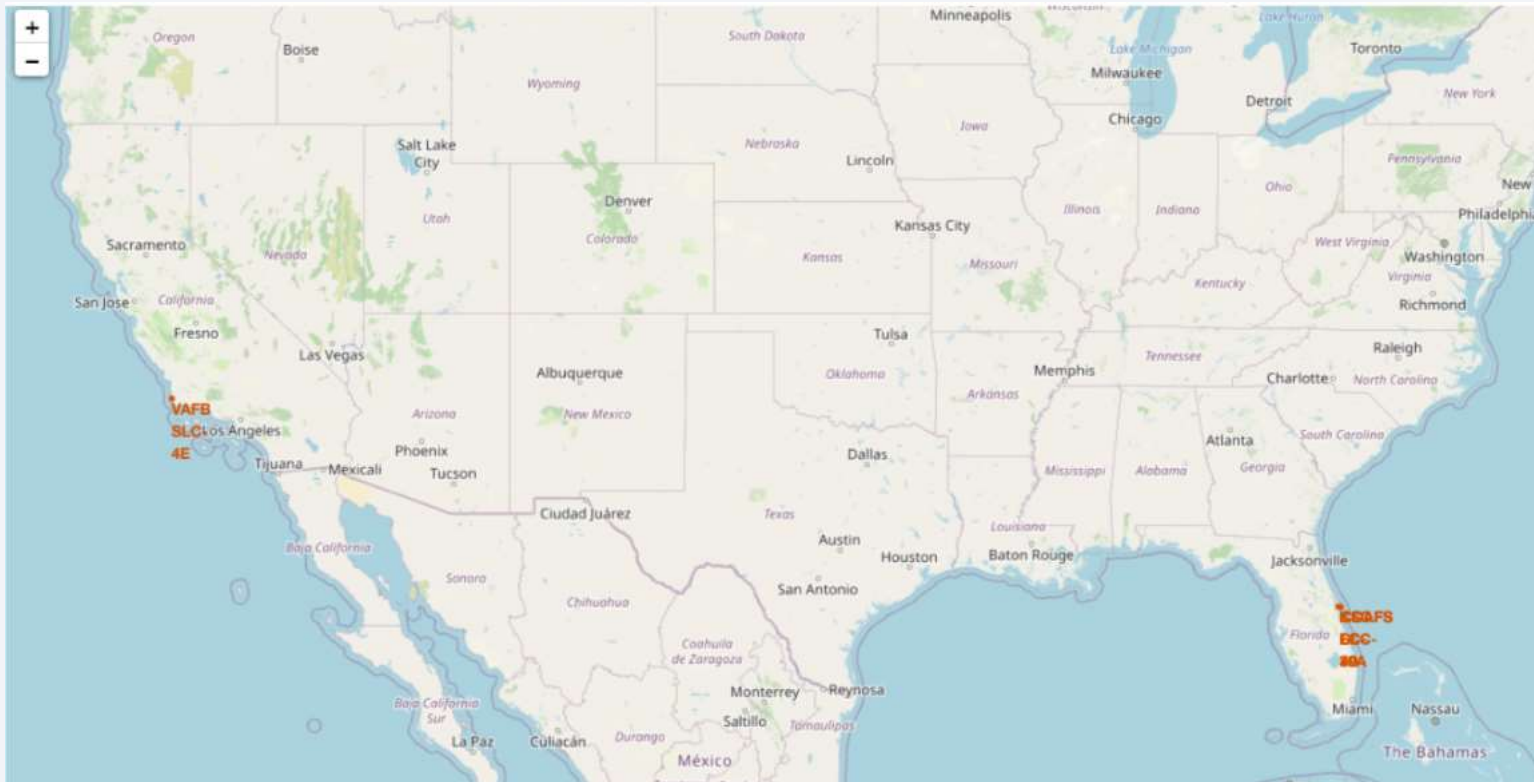 +
−
Minneapolis
Lake Huron
Oregon
Boise
South Dakota
Toronto
Lake Michigan
Milwaukee
Wyoming
New York
Detroit
Chicago
Iowa
Salt Lake
City
Nebraska
Lincoln
Pennsylvania
New
Ohio
Denver
Utah
Illinois
Indiana
Philadelphia
Kansas City
Colorado
Sacramento
Nevada
Kansas
Missouri
West Virginia
Washington
Virginia
Kentucky
San Jose
California
Richmond
Fresno
Tulsa
Las Vegas
Raleigh
Tennessee
Albuquerque
Oklahoma
Memphis
Charlotte
North Carolina
Arkansas
VAFB
SLC-
4E
Los Angeles
Arizona
New Mexico
Atlanta
South Carolina
Phoenix
Dallas
Tijuana
Mexicali
Tucson
Mississippi
Alabama
Georgia
Ciudad Juárez
Texas
Louisiana
Austin
Baja California
Houston
Baton Rouge
Jacksonville
Sonora
San Antonio
Chihuahua
Florida
Coahuila
de Zaragoza
Monterrey
Reynosa
Baja California
Sur
Saltillo
Tamaulipas
Miami
Nassau
La Paz
Culiacán
Durango
México
The Bahamas